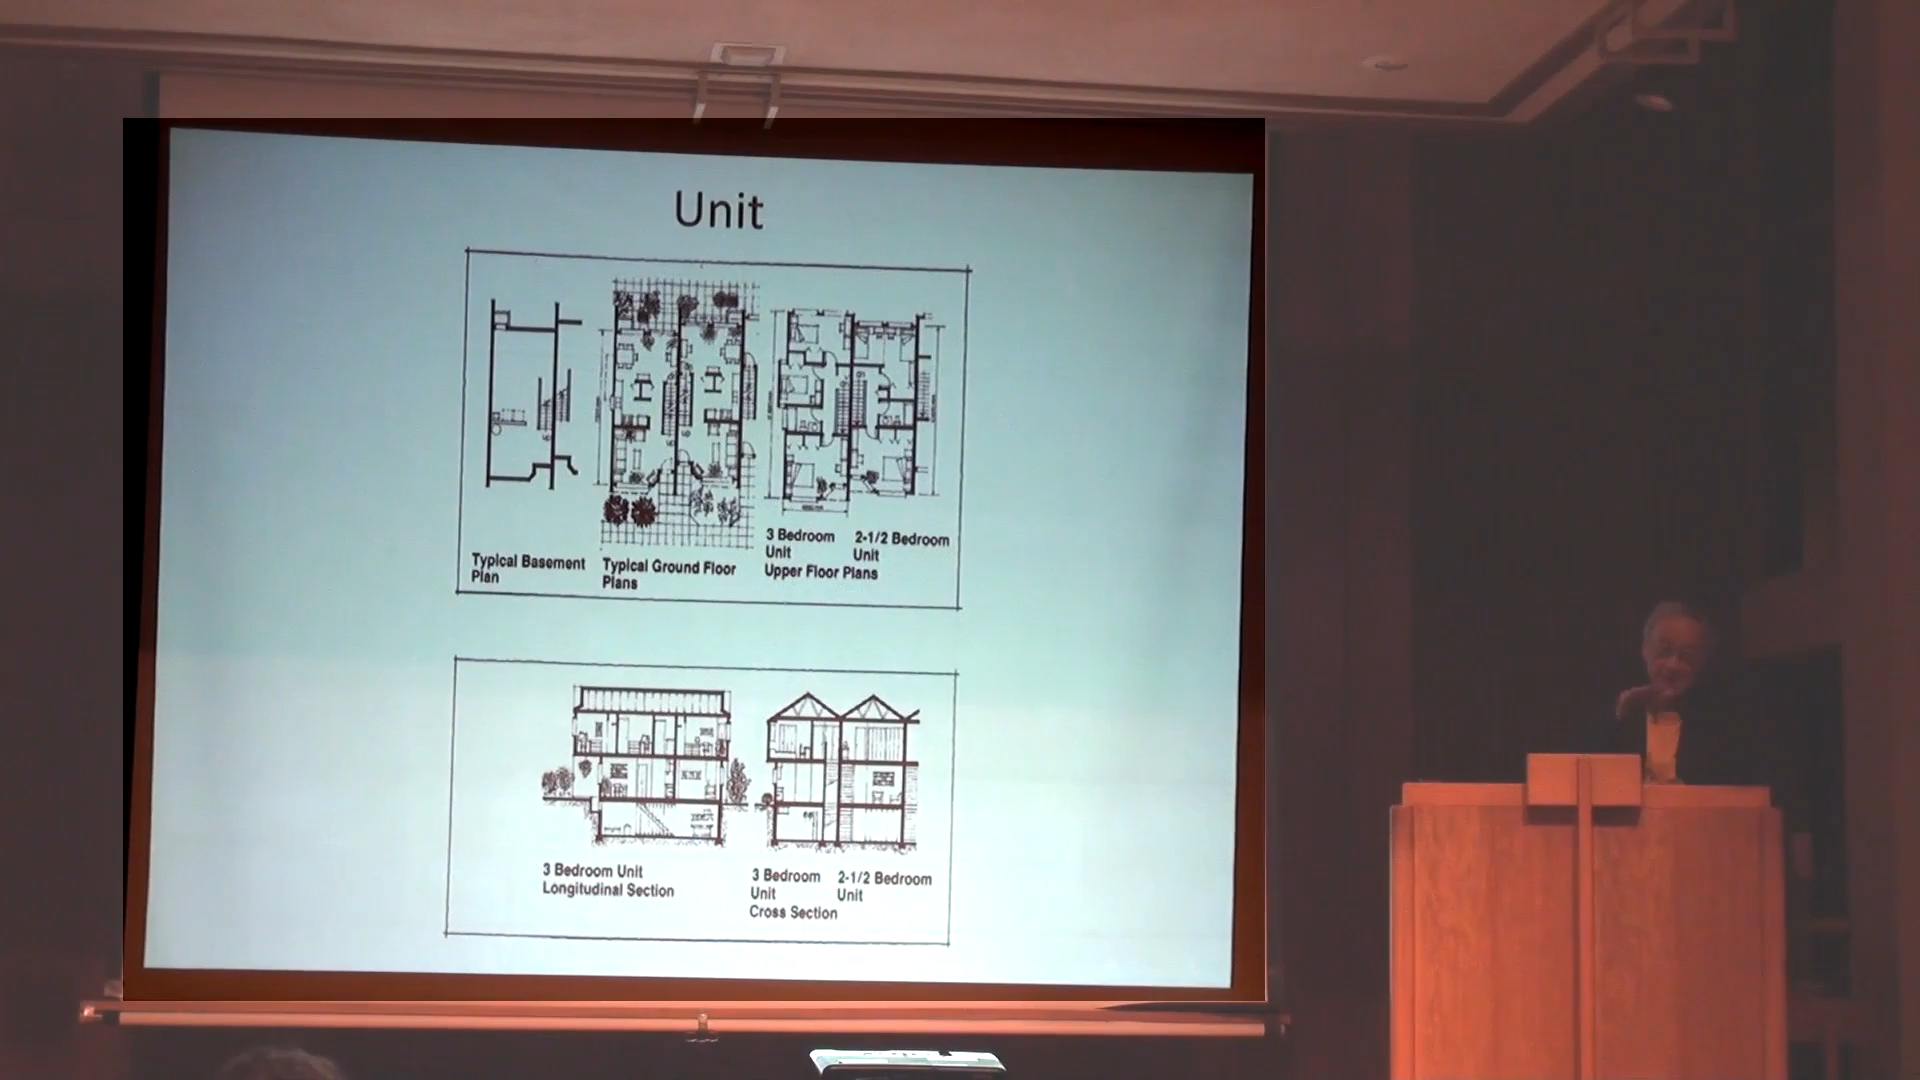 Unit
Typical Basement
Plan
Typical Ground Floor
Plans
3 Bedroom
Unit
2-1/2 Bedroom
Unit
Upper Floor Plans
3 Bedroom Unit
Longitudinal Section
3 Bedroom
Unit
2-1/2 Bedroom
Unit
Cross Section